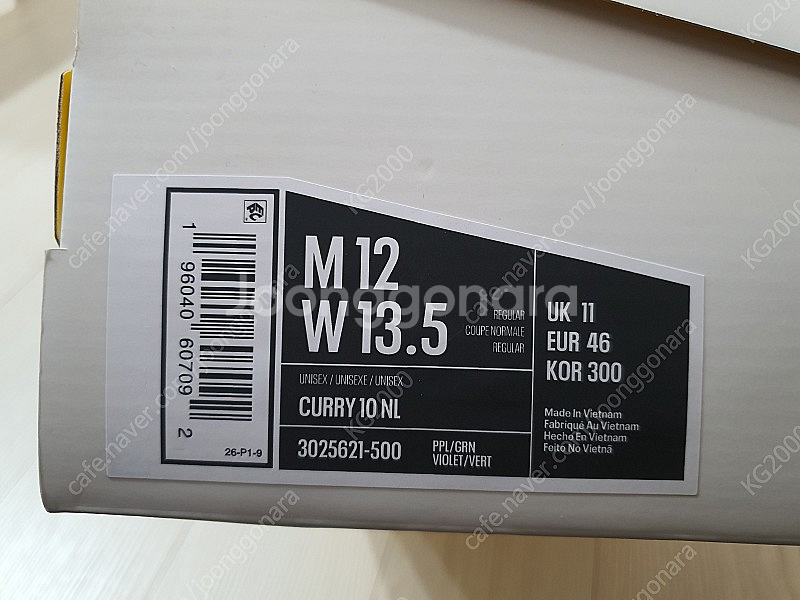 M 12
W 13.5
REGULAR
COUPE NORMALE
REGULAR
UNISEX / UNISEXE / UNISEX
CURRY 10 NL
3025621-500
PPL/GRN
VIOLET/VERT
UK 11
EUR 46
KOR 300
Made In Vietnam
Fabriqué Au Vietnam
Hecho En Vietnam
Feito No Vietnã
1 96040 60709 2
26-P1-9
Joonggonara
cafe.naver.com/joonggonara
KG2000